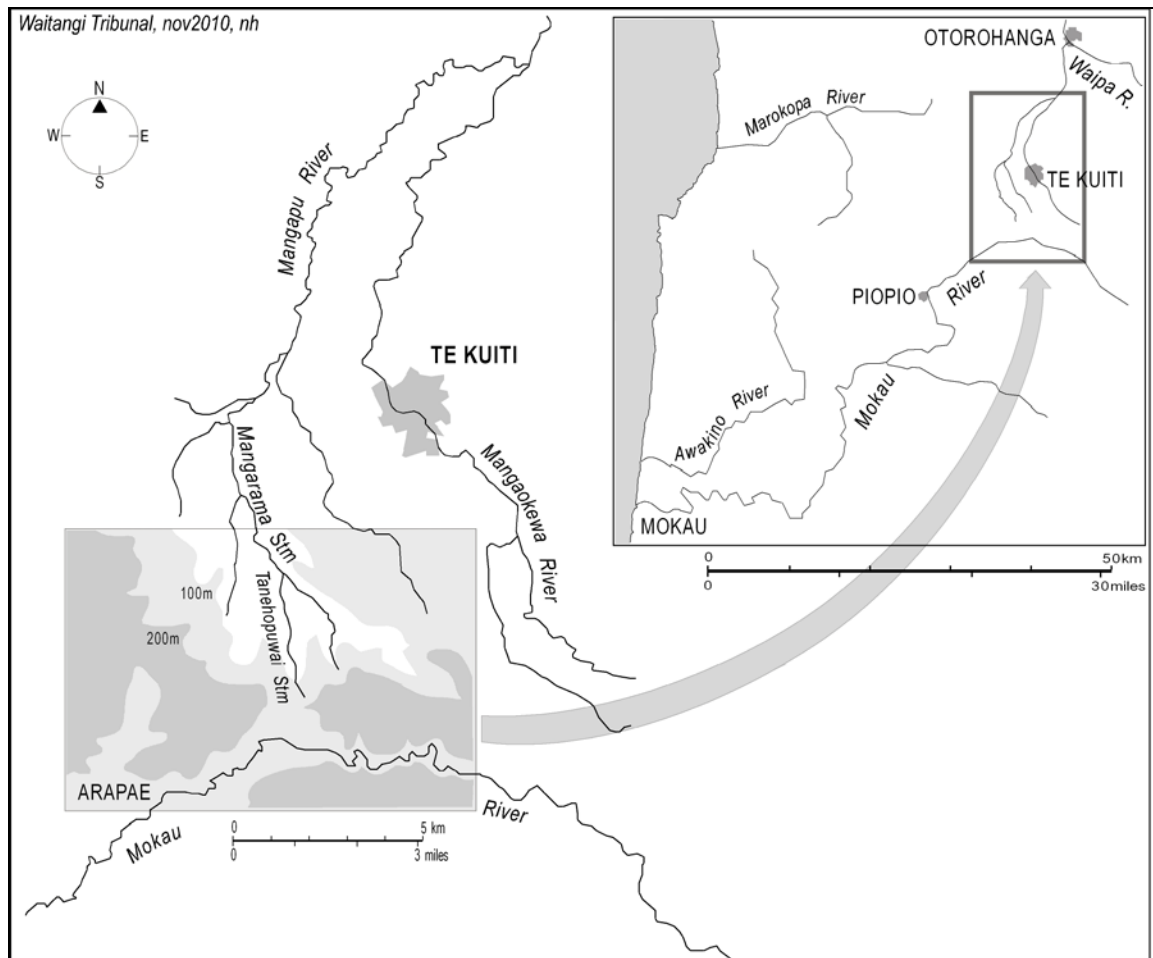 Waitangi Tribunal, nov2010, nh
N
W
E
S
Mangapu River
TE KUITI
Mangarama Stm
Mangaokewa River
Tanehopuwai Stm
100m
200m
ARAPAE
Mokau River
0 5 km
0 3 miles
OTOROHANGA
Waipa R.
Marokopa River
TE KUITI
PIOPIO
River
Mokau
Awakino River
MOKAU
0 50km
0 30miles